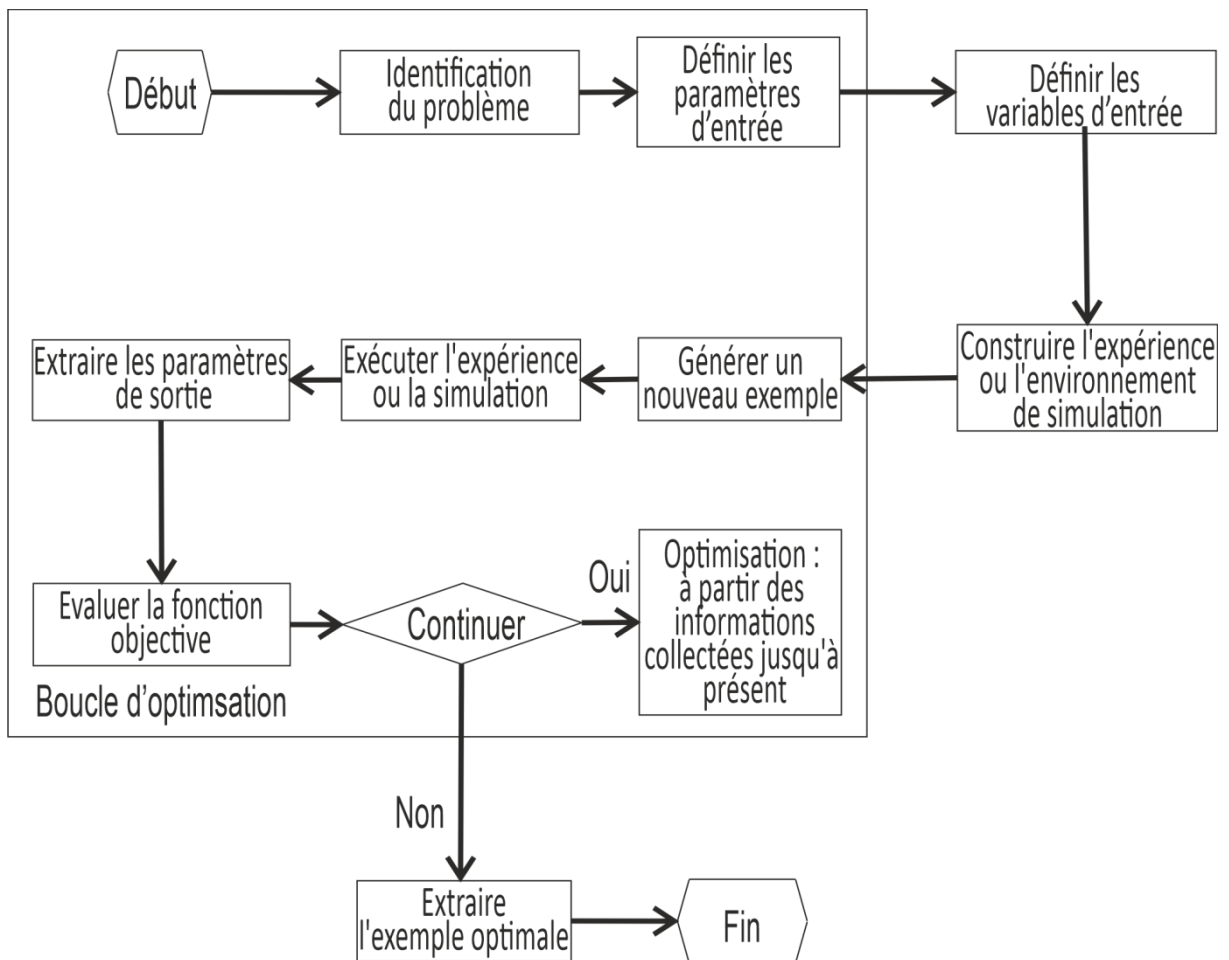 Début
Identification
du problème
Définir les
paramètres
d'entrée
Définir les
variables d'entrée
Construire l'expérience
ou l'environnement
de simulation
Générer un
nouveau exemple
Exécuter l'expérience
ou la simulation
Extraire les paramètres
de sortie
Evaluer la fonction
objective
Continuer
Oui
Optimisation :
à partir des
informations
collectées jusqu'à
présent
Boucle d'optimsation
Non
Extraire
l'exemple optimale
Fin